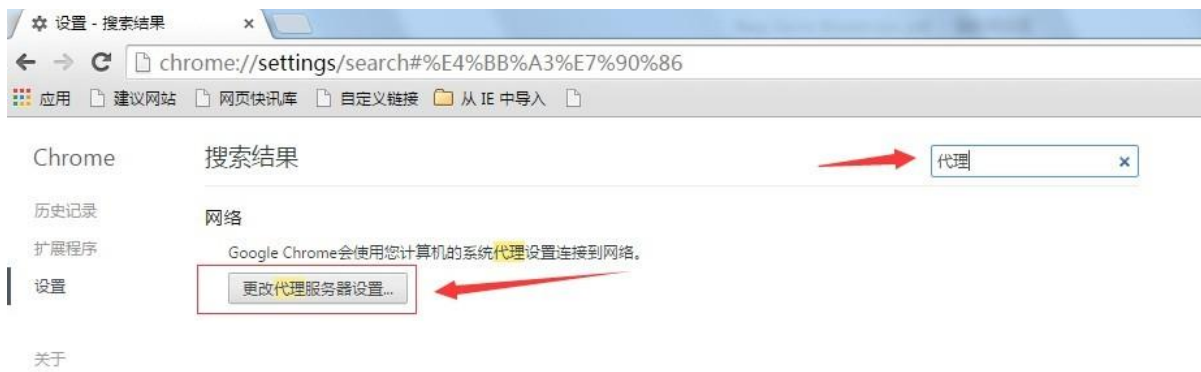 设置 - 搜索结果
chrome://settings/search#%E4%BB%A3%E7%90%86
应用 建议网站 网页快讯库 自定义链接 从 IE 中导入
Chrome
搜索结果
代理
历史记录
扩展程序
设置
关于
网络
Google Chrome会使用您计算机的系统代理设置连接到网络。
更改代理服务器设置...